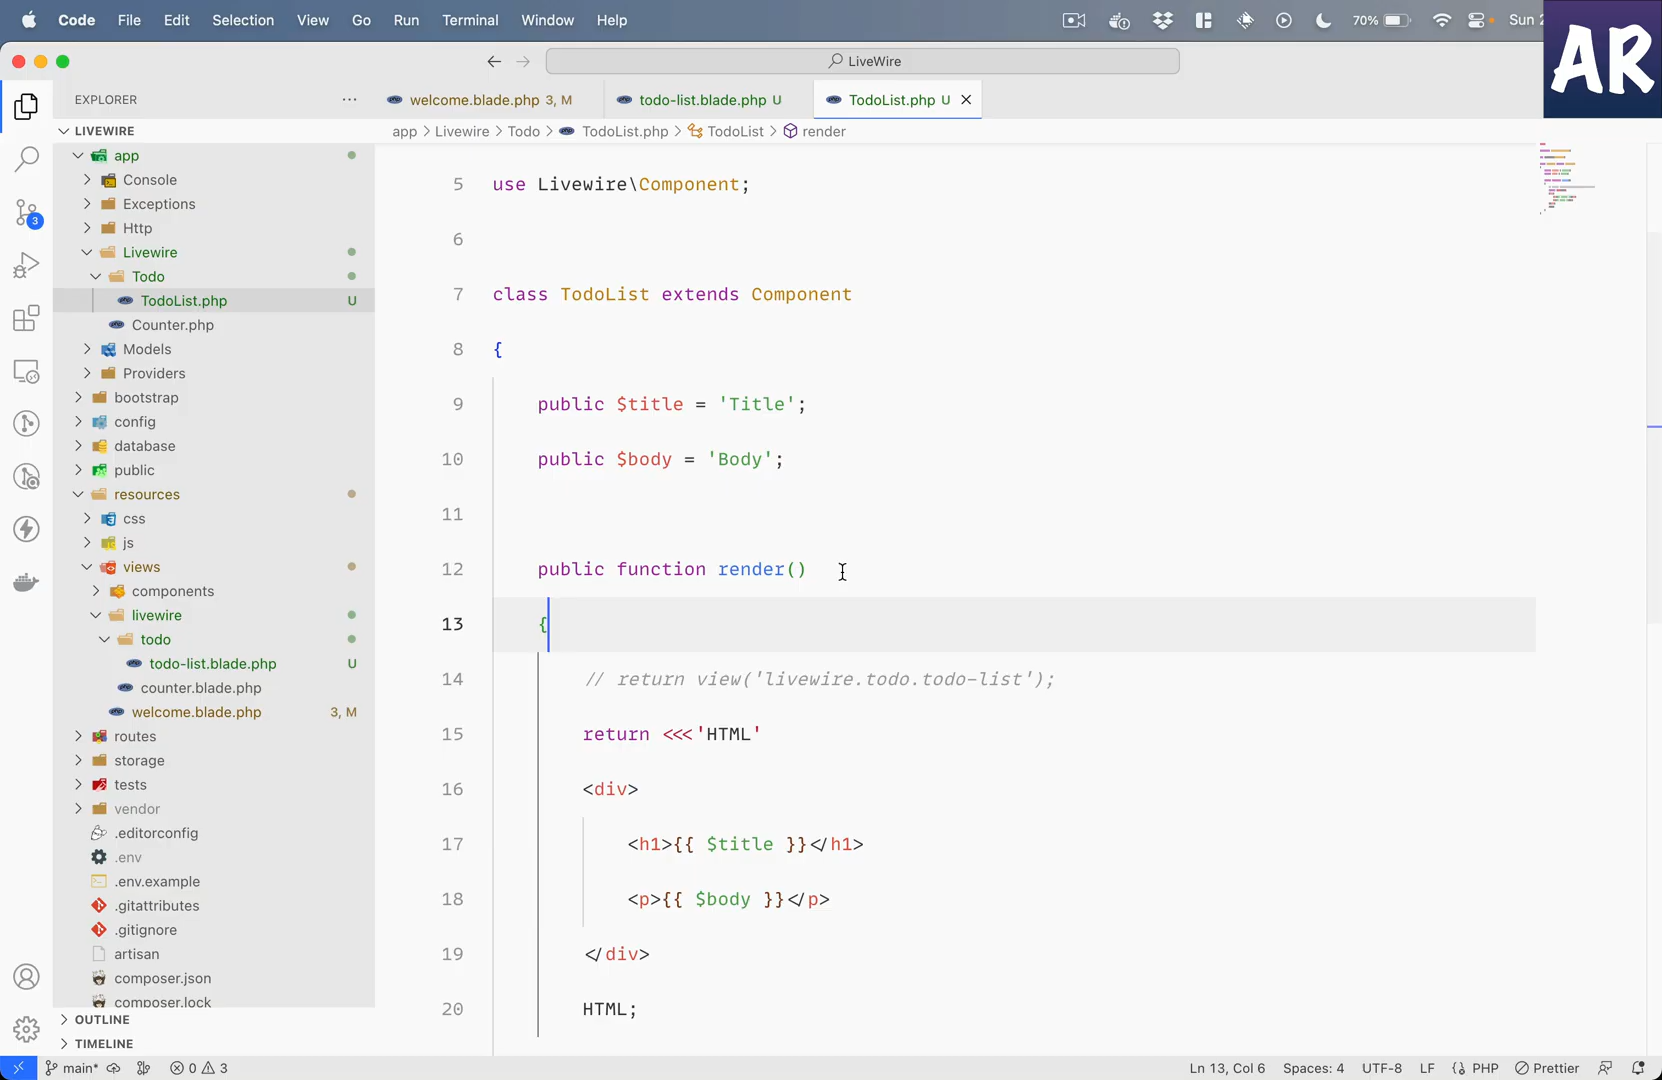 Code File Edit Selection View Go Run Terminal Window Help 70% Sun 2
AR
LiveWire
EXPLORER
welcome.blade.php 3, M
todo-list.blade.php U
TodoList.php U
LIVEWIRE
app > Livewire > Todo > TodoList.php > TodoList > render
app
Console
Exceptions
Http
Livewire
Todo
TodoList.php U
Counter.php
Models
Providers
bootstrap
config
database
public
resources
css
js
views
components
livewire
todo
todo-list.blade.php U
counter.blade.php
welcome.blade.php 3, M
routes
storage
tests
vendor
.editorconfig
.env
.env.example
.gitattributes
.gitignore
artisan
composer.json
composer.lock
OUTLINE
TIMELINE
5 use Livewire\Component;
6
7 class TodoList extends Component
8 {
9 public $title = 'Title';
10 public $body = 'Body';
11
12 public function render()
13 {
14 // return view('livewire.todo.todo-list');
15 return <<<'HTML'
16 <div>
17 <h1>{{ $title }}</h1>
18 <p>{{ $body }}</p>
19 </div>
20 HTML;
3
main* 0 3 Ln 13, Col 6 Spaces: 4 UTF-8 LF PHP Prettier